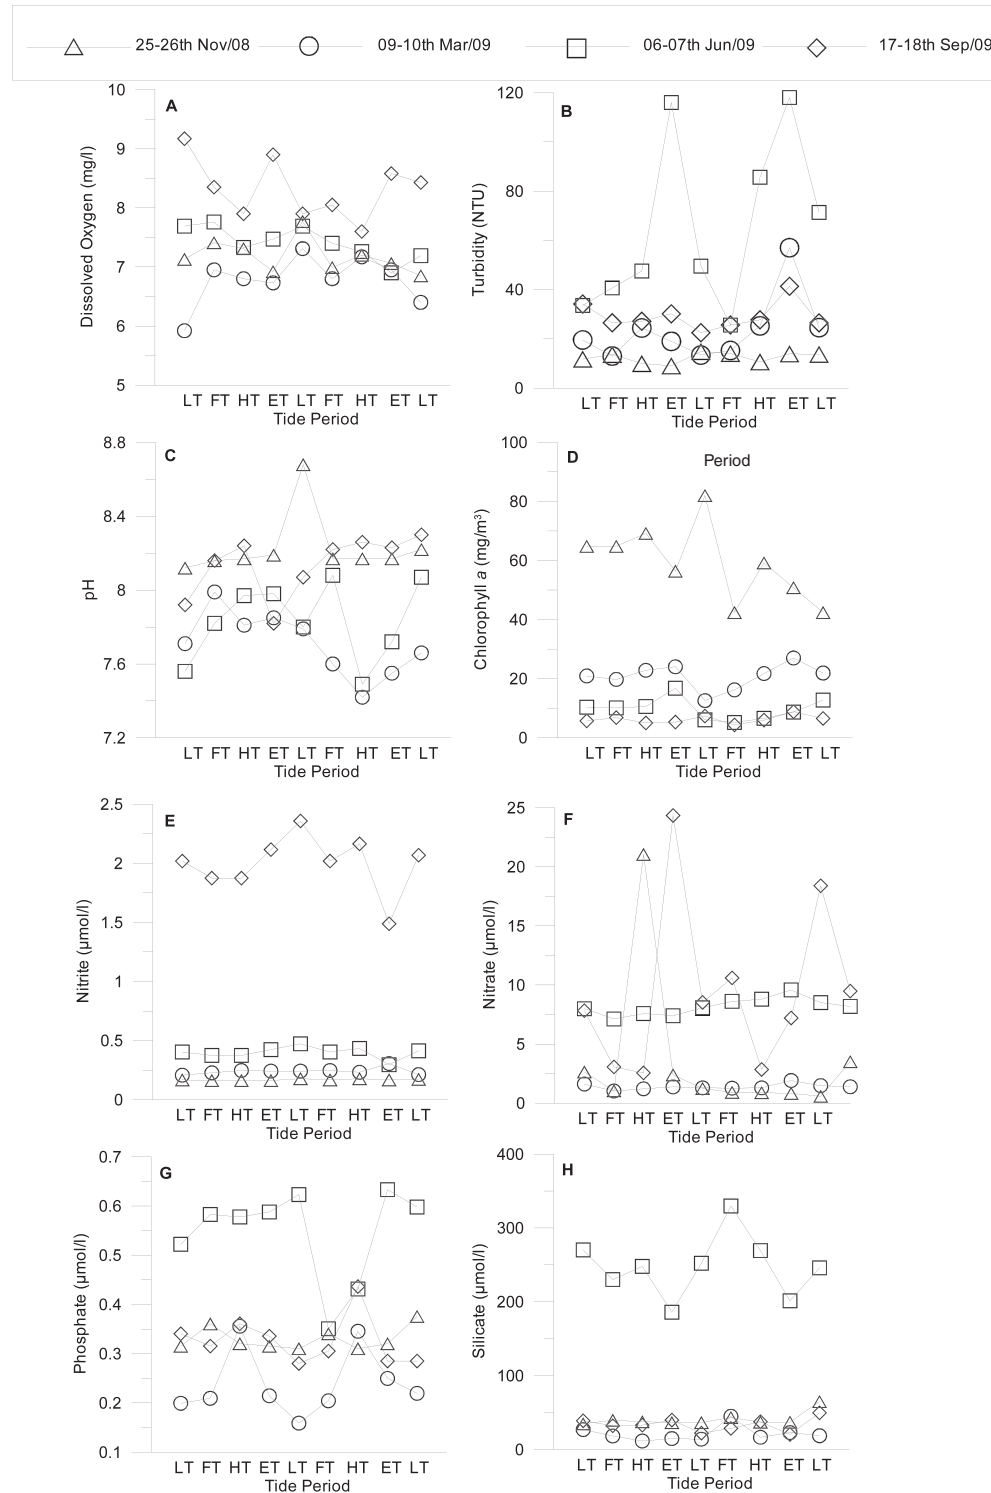 25-26th Nov/08 09-10th Mar/09 06-07th Jun/09 17-18th Sep/09
A
10
9
8
7
6
5
Dissolved Oxygen (mg/l)
LT FT HT ET LT FT HT ET LT
Tide Period
B
120
80
40
0
Turbidity (NTU)
LT FT HT ET LT FT HT ET LT
Tide Period
C
8.8
8.4
8
7.6
7.2
pH
LT FT HT ET LT FT HT ET LT
Tide Period
D
Period
100
80
60
40
20
0
Chlorophyll a (mg/m³)
LT FT HT ET LT FT HT ET LT
Tide Period
E
2.5
2
1.5
1
0.5
0
Nitrite (µmol/l)
LT FT HT ET LT FT HT ET LT
Tide Period
F
25
20
15
10
5
0
Nitrate (µmol/l)
LT FT HT ET LT FT HT ET LT
Tide Period
G
0.7
0.6
0.5
0.4
0.3
0.2
0.1
Phosphate (µmol/l)
LT FT HT ET LT FT HT ET LT
Tide Period
H
400
300
200
100
0
Silicate (µmol/l)
LT FT HT ET LT FT HT ET LT
Tide Period